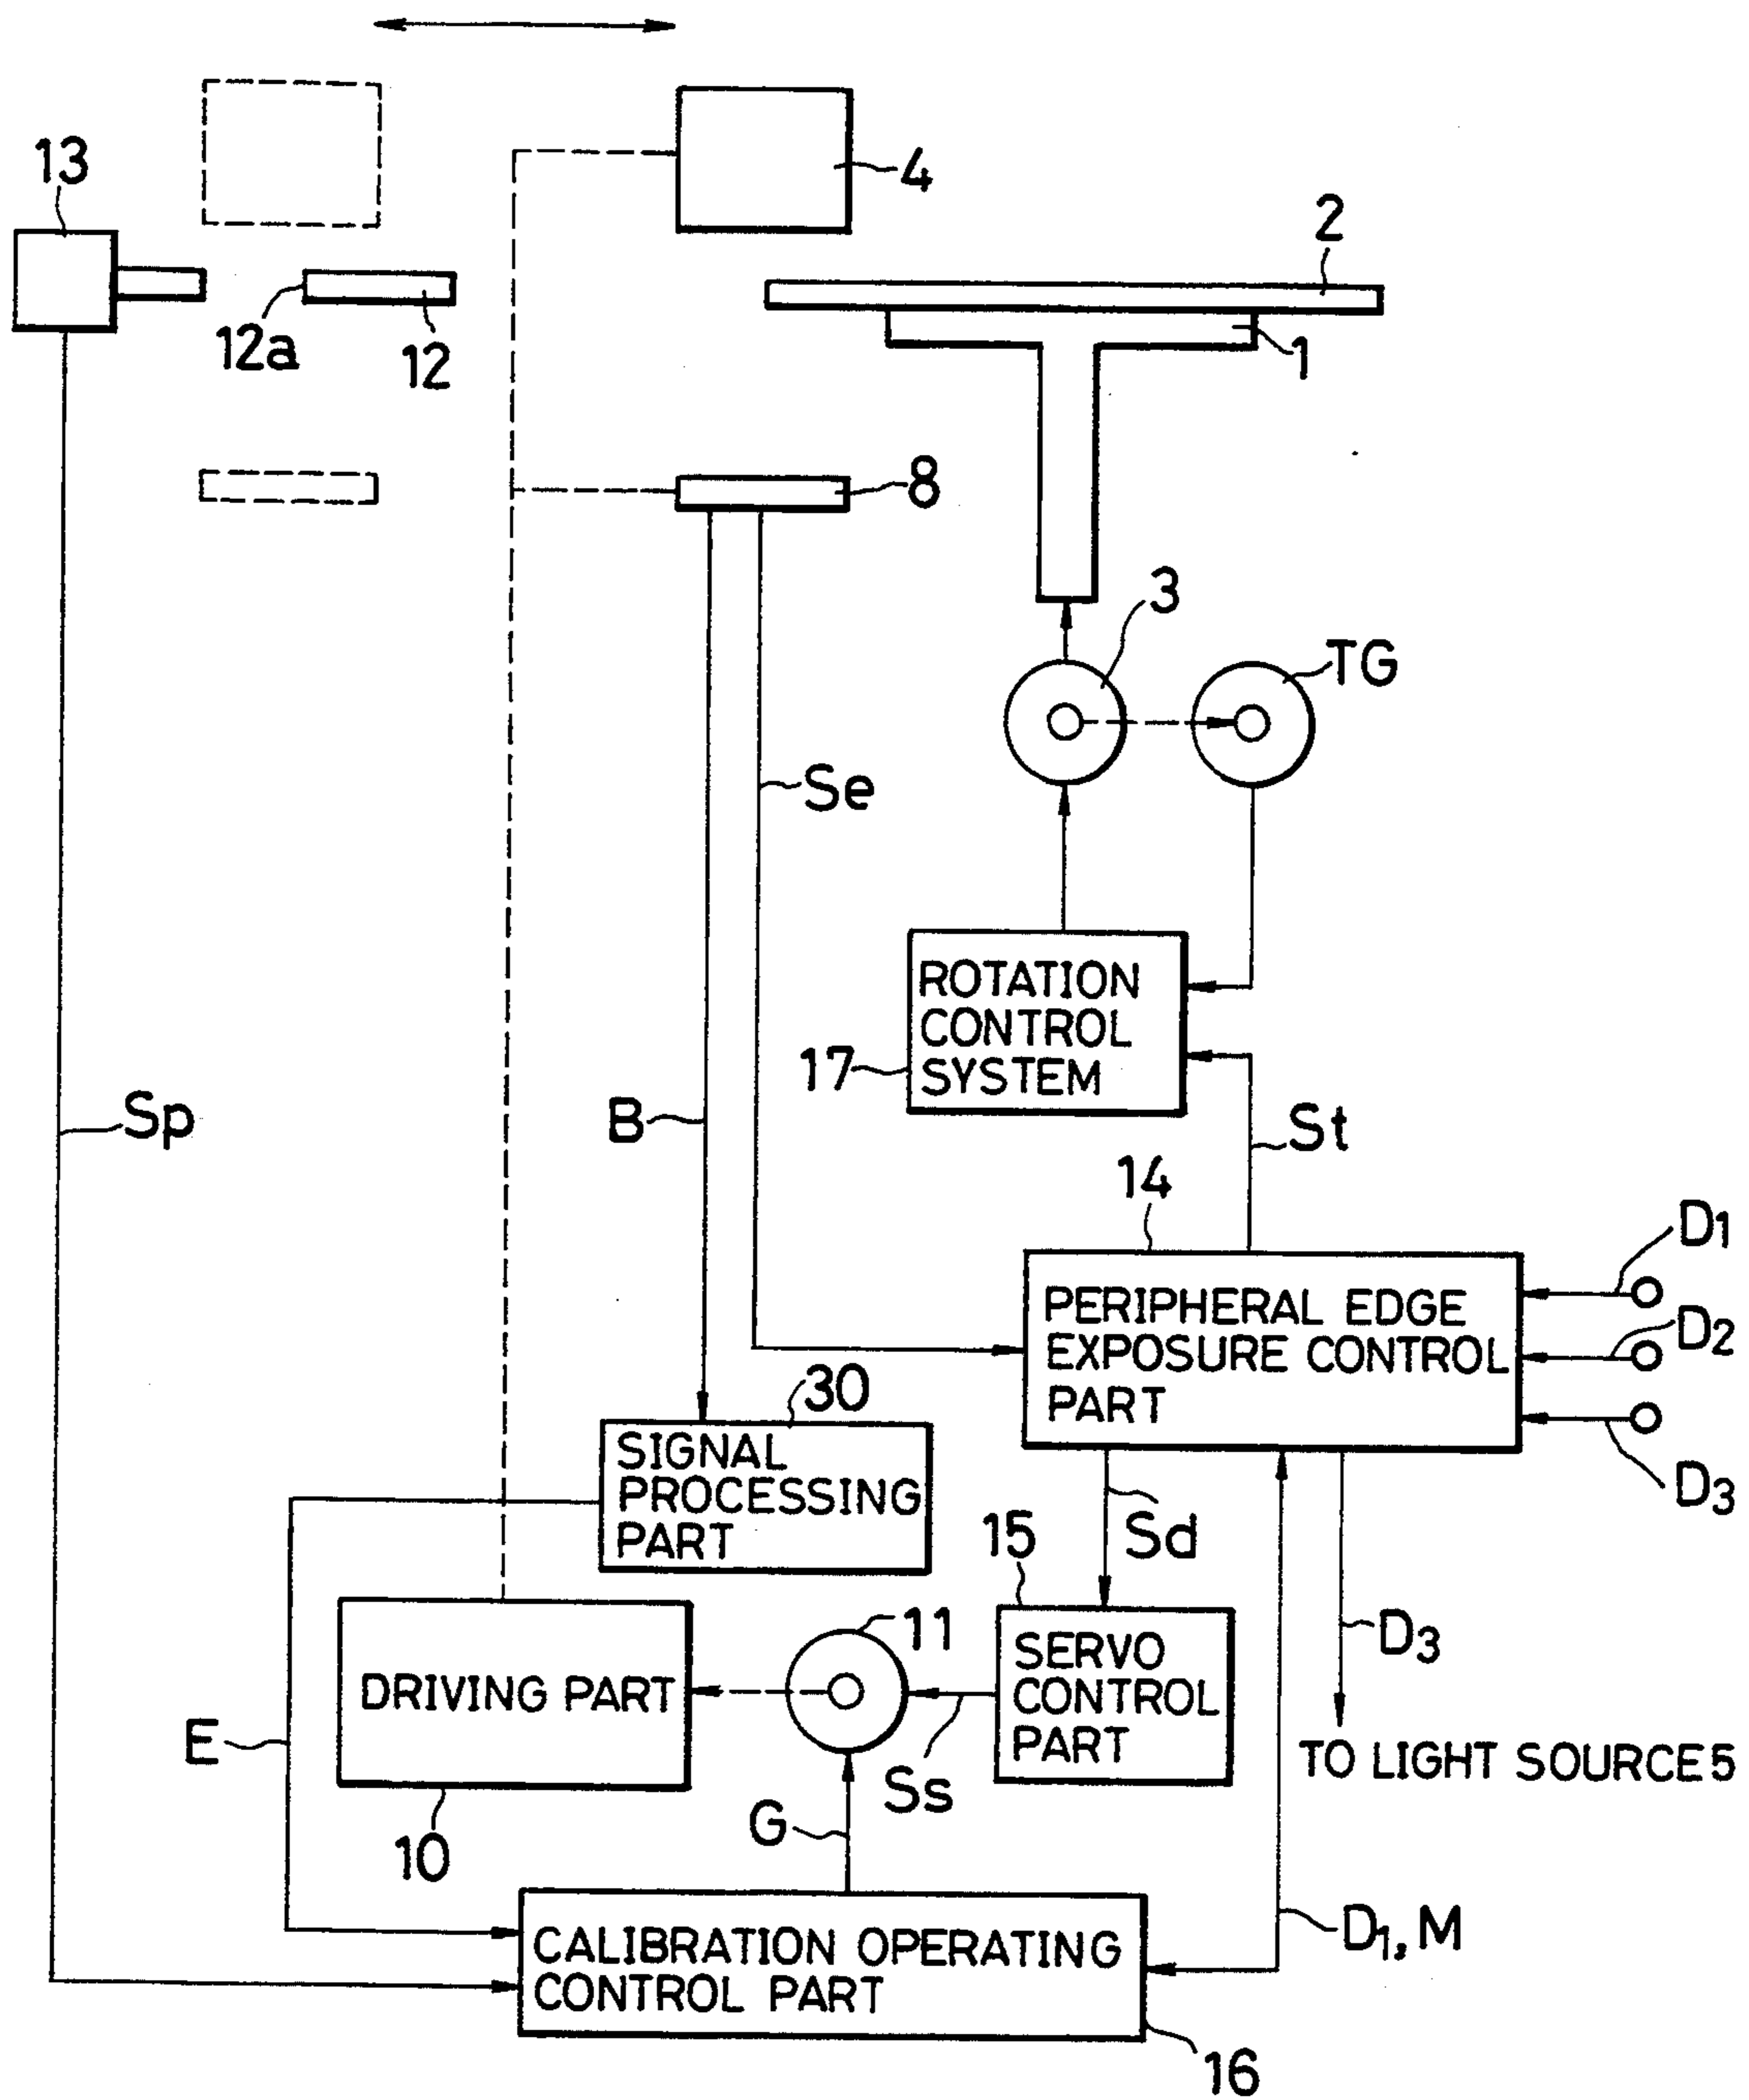 13
4
2
12a
12
1
8
3
TG
Se
ROTATION
CONTROL
SYSTEM
17
Sp
B
St
14
D1
PERIPHERAL EDGE
EXPOSURE CONTROL
PART
D2
30
D3
SIGNAL
PROCESSING
PART
15
Sd
11
SERVO
CONTROL
PART
D3
DRIVING PART
E
Ss
TO LIGHT SOURCE 5
G
10
CALIBRATION OPERATING
CONTROL PART
D1, M
16